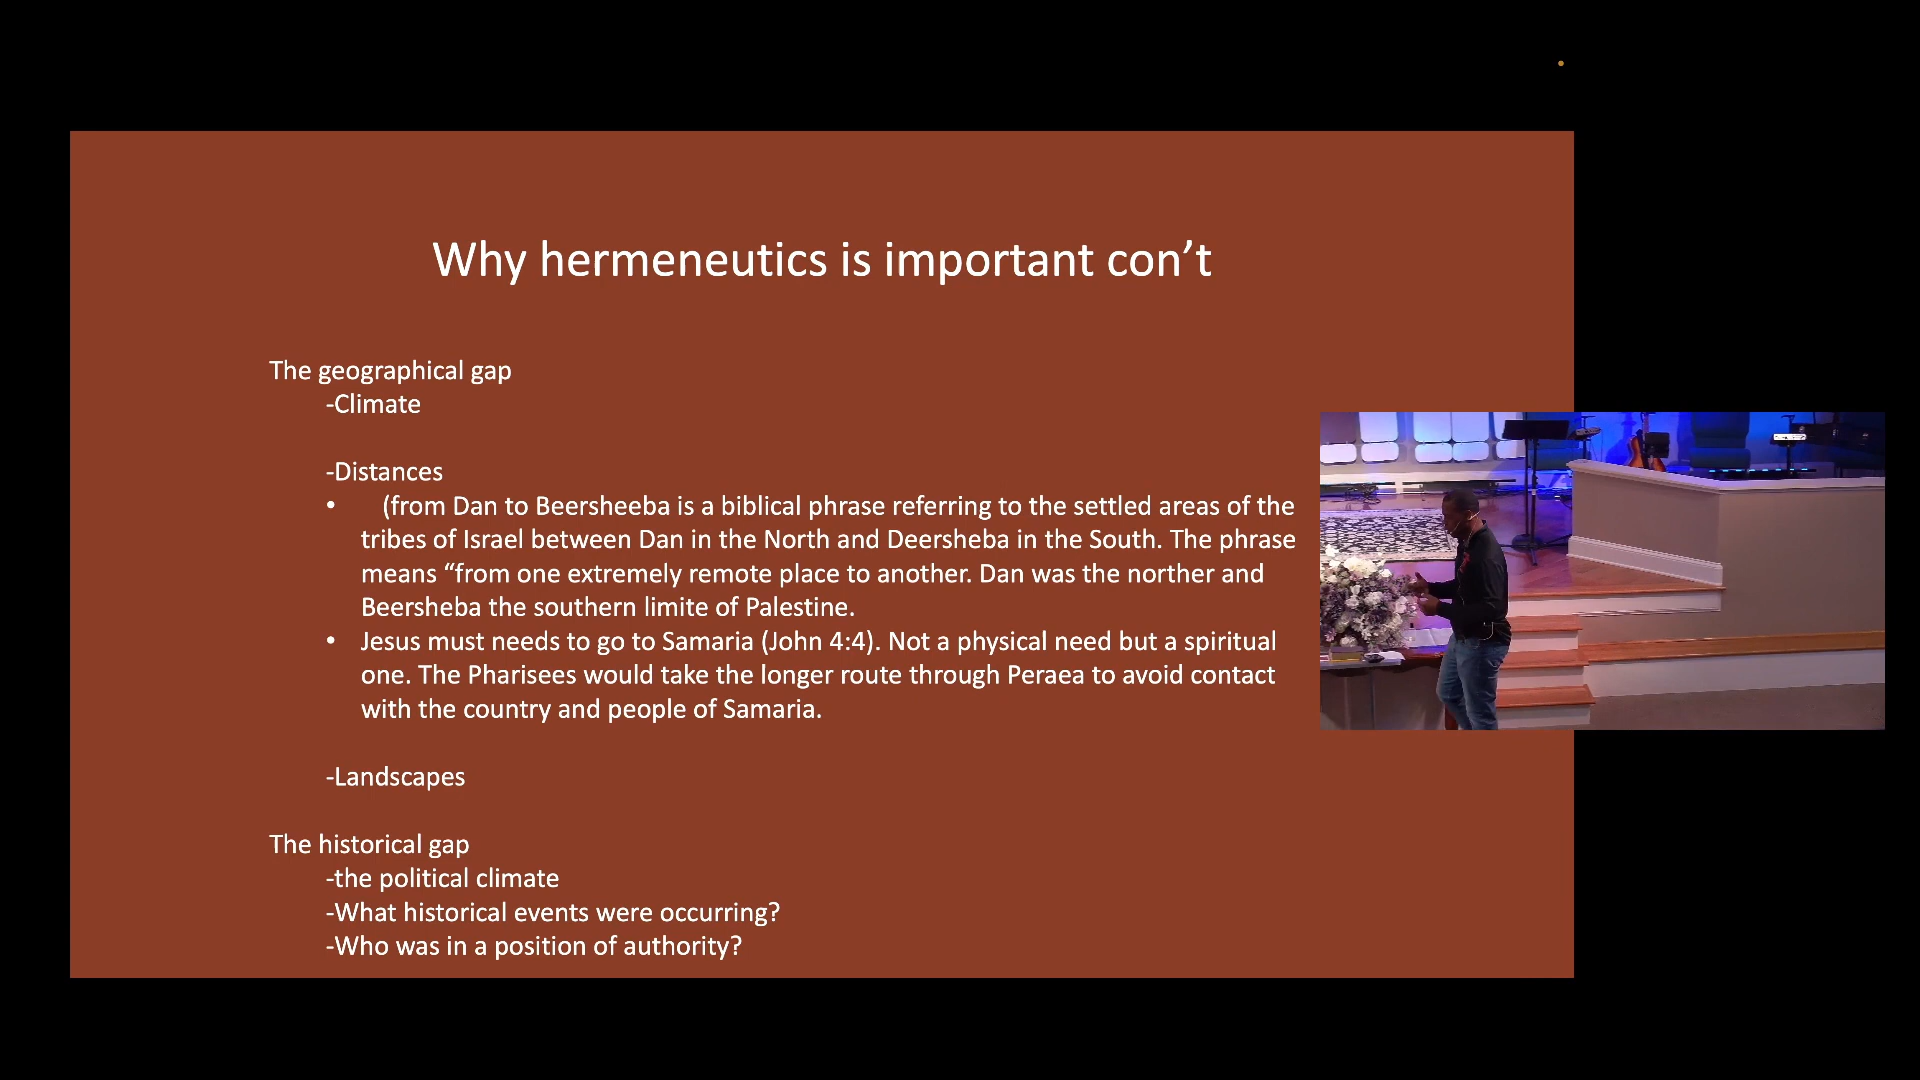 Why hermeneutics is important con’t
The geographical gap
-Climate
-Distances
• (from Dan to Beersheeba is a biblical phrase referring to the settled areas of the
tribes of Israel between Dan in the North and Deersheba in the South. The phrase
means “from one extremely remote place to another. Dan was the norther and
Beersheba the southern limite of Palestine.
• Jesus must needs to go to Samaria (John 4:4). Not a physical need but a spiritual
one. The Pharisees would take the longer route through Peraea to avoid contact
with the country and people of Samaria.
-Landscapes
The historical gap
-the political climate
-What historical events were occurring?
-Who was in a position of authority?